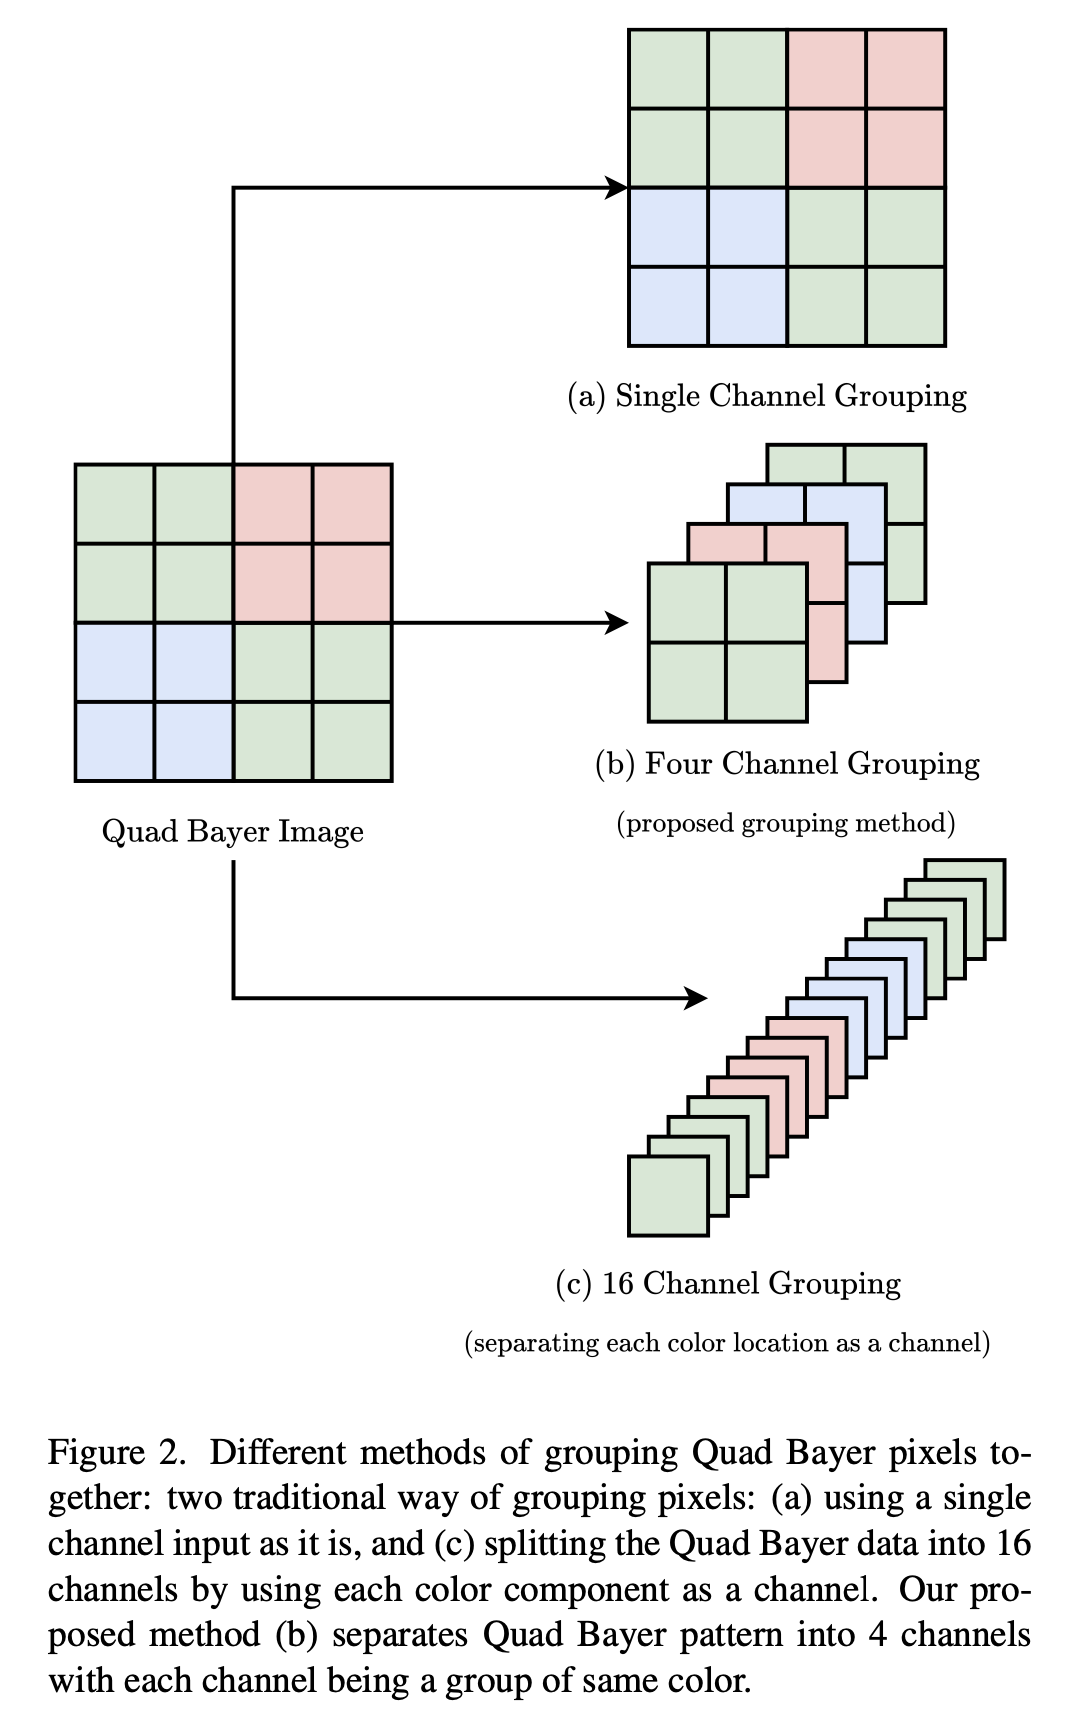 (a) Single Channel Grouping
(b) Four Channel Grouping
(proposed grouping method)
Quad Bayer Image
(c) 16 Channel Grouping
(separating each color location as a channel)
Figure 2. Different methods of grouping Quad Bayer pixels to-
gether: two traditional way of grouping pixels: (a) using a single
channel input as it is, and (c) splitting the Quad Bayer data into 16
channels by using each color component as a channel. Our pro-
posed method (b) separates Quad Bayer pattern into 4 channels
with each channel being a group of same color.